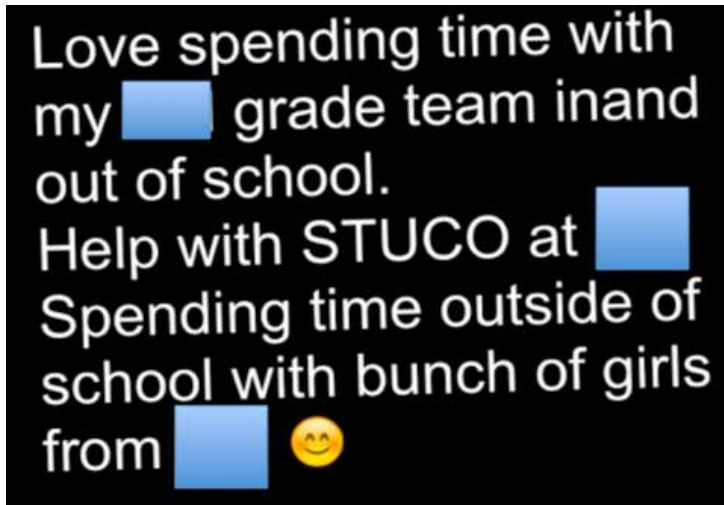 Love spending time with
my grade team inand
out of school.
Help with STUCO at
Spending time outside of
school with bunch of girls
from 😊